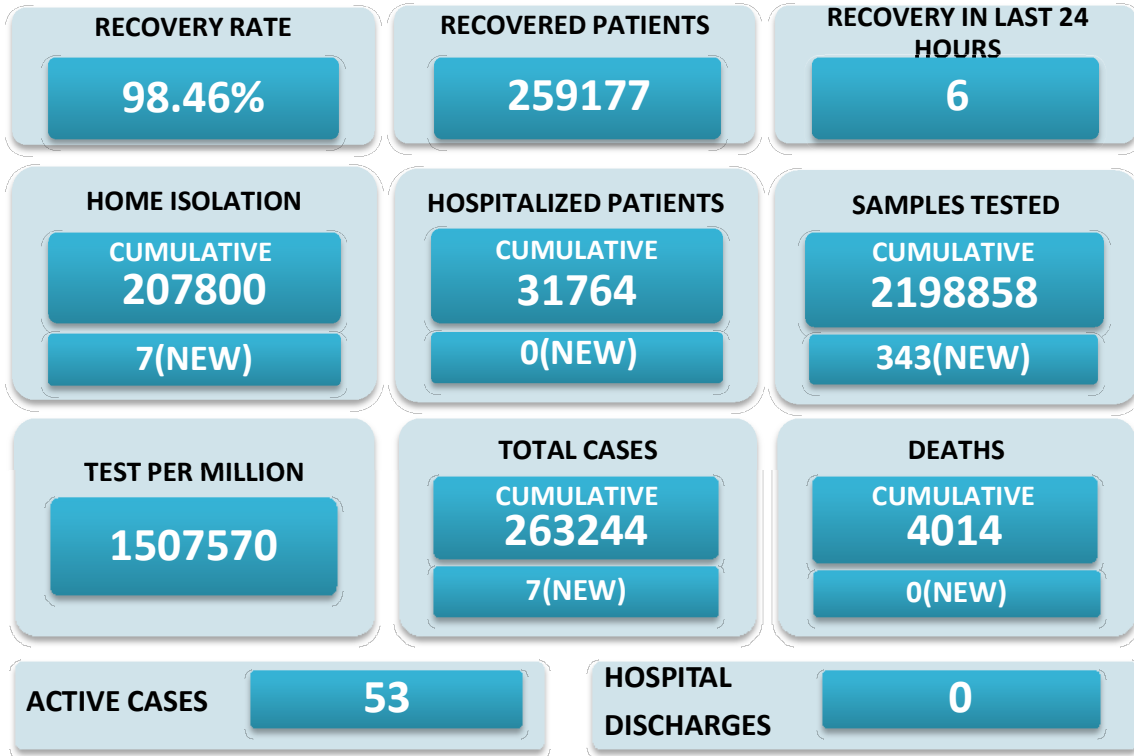 RECOVERY RATE
98.46%
RECOVERED PATIENTS
259177
RECOVERY IN LAST 24
HOURS
6
HOME ISOLATION
CUMULATIVE
207800
7(NEW)
HOSPITALIZED PATIENTS
CUMULATIVE
31764
0(NEW)
SAMPLES TESTED
CUMULATIVE
2198858
343(NEW)
TEST PER MILLION
1507570
TOTAL CASES
CUMULATIVE
263244
7(NEW)
DEATHS
CUMULATIVE
4014
0(NEW)
ACTIVE CASES
53
HOSPITAL
DISCHARGES
0